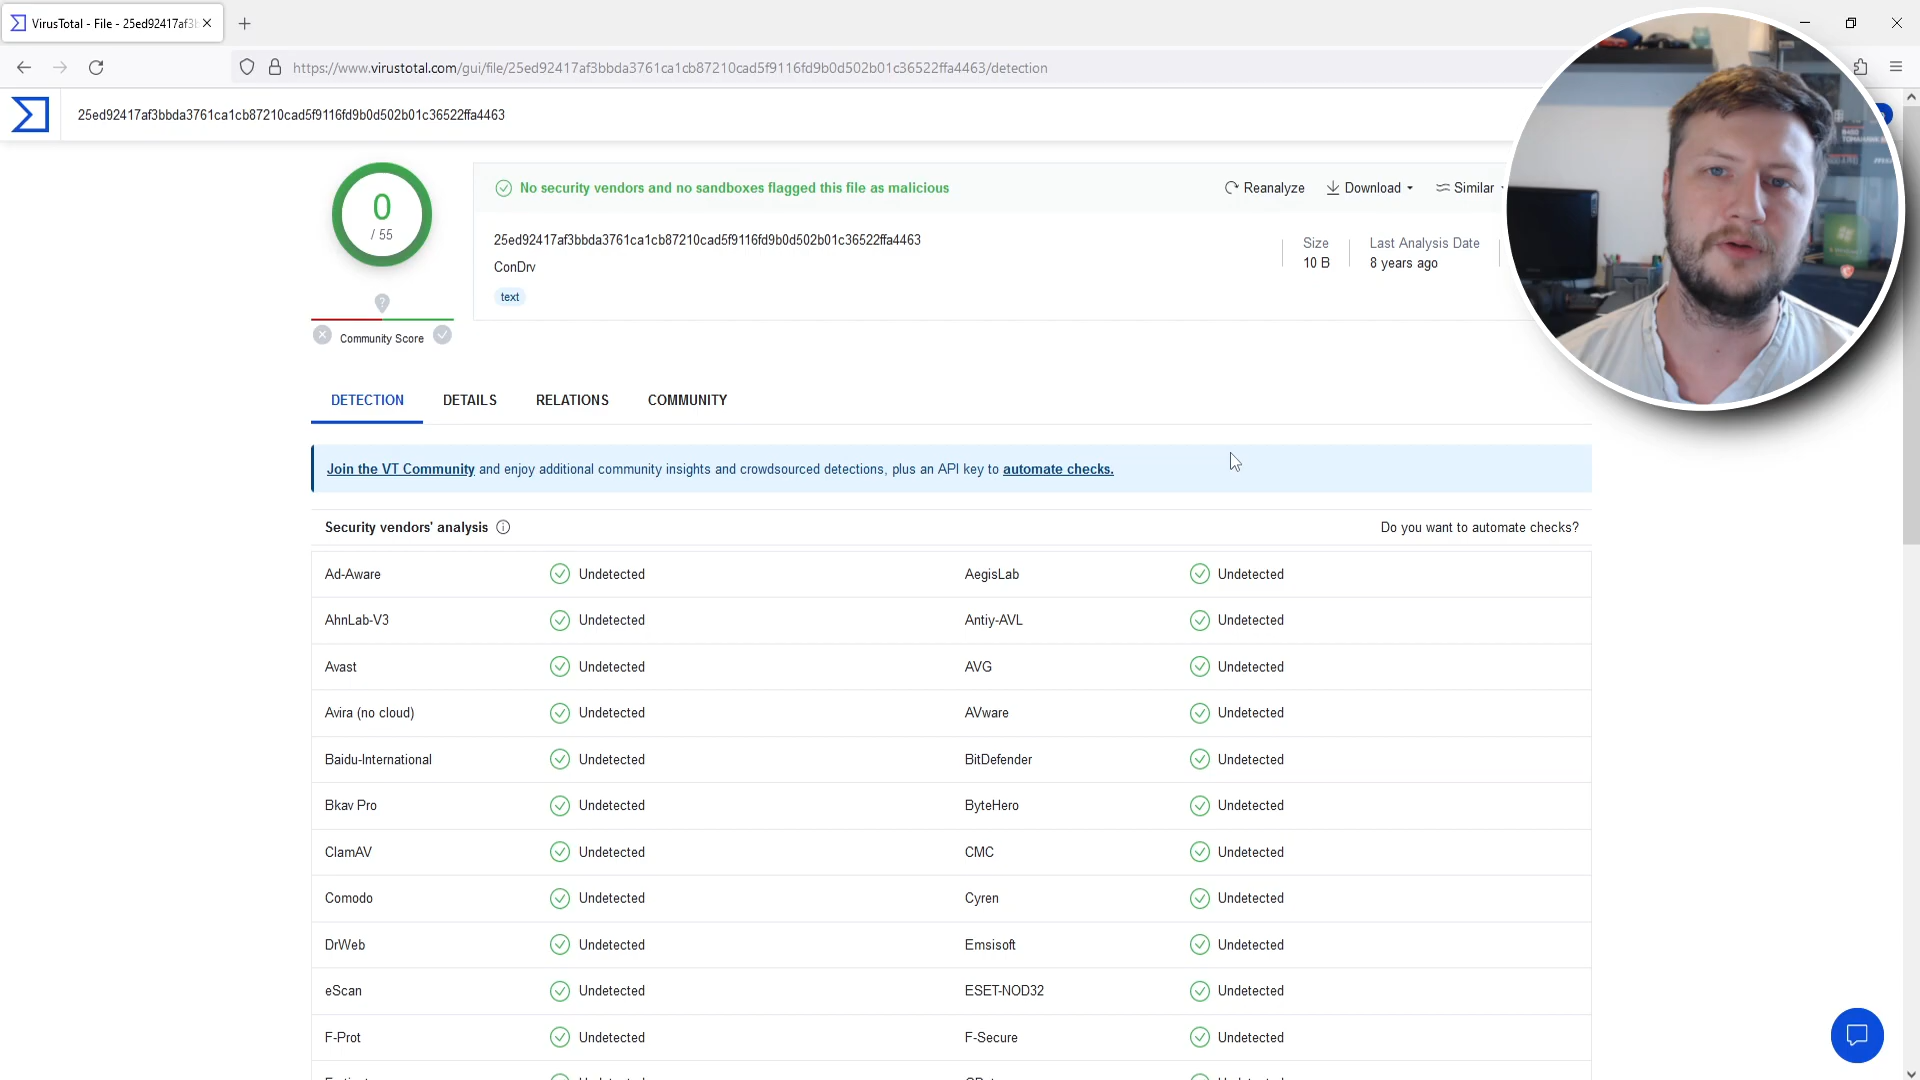 VirusTotal - File - 25ed92417af3b
https://www.virustotal.com/gui/file/25ed92417af3bbda3761ca1cb87210cad5f9116fd9b0d502b01c36522ffa4463/detection
25ed92417af3bbda3761ca1cb87210cad5f9116fd9b0d502b01c36522ffa4463
0
/ 55
No security vendors and no sandboxes flagged this file as malicious
Reanalyze
Download
Similar
25ed92417af3bbda3761ca1cb87210cad5f9116fd9b0d502b01c36522ffa4463
ConDrv
text
Size
10 B
Last Analysis Date
8 years ago
Community Score
DETECTION DETAILS RELATIONS COMMUNITY
Join the VT Community and enjoy additional community insights and crowdsourced detections, plus an API key to automate checks.
Security vendors' analysis
Do you want to automate checks?
Ad-Aware Undetected AegisLab Undetected
AhnLab-V3 Undetected Antiy-AVL Undetected
Avast Undetected AVG Undetected
Avira (no cloud) Undetected AVware Undetected
Baidu-International Undetected BitDefender Undetected
Bkav Pro Undetected ByteHero Undetected
ClamAV Undetected CMC Undetected
Comodo Undetected Cyren Undetected
DrWeb Undetected Emsisoft Undetected
eScan Undetected ESET-NOD32 Undetected
F-Prot Undetected F-Secure Undetected